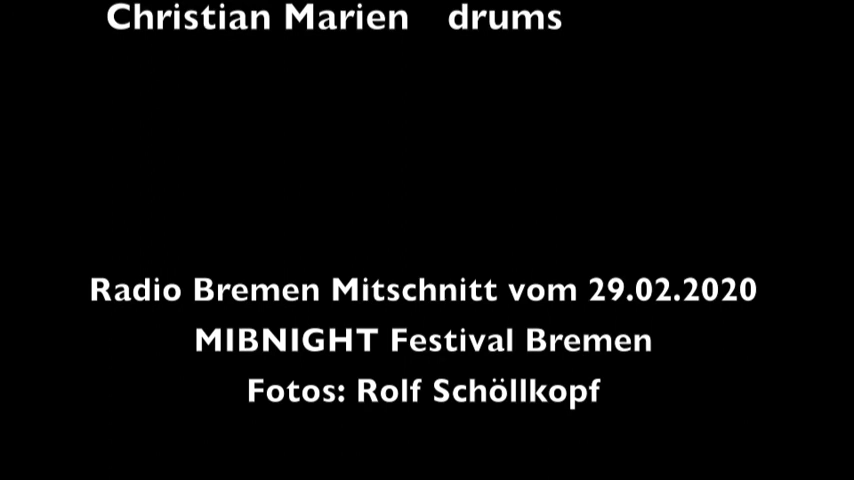 Christian Marien drums
Radio Bremen Mitschnitt vom 29.02.2020
MIBNIGHT Festival Bremen
Fotos: Rolf Schöllkopf